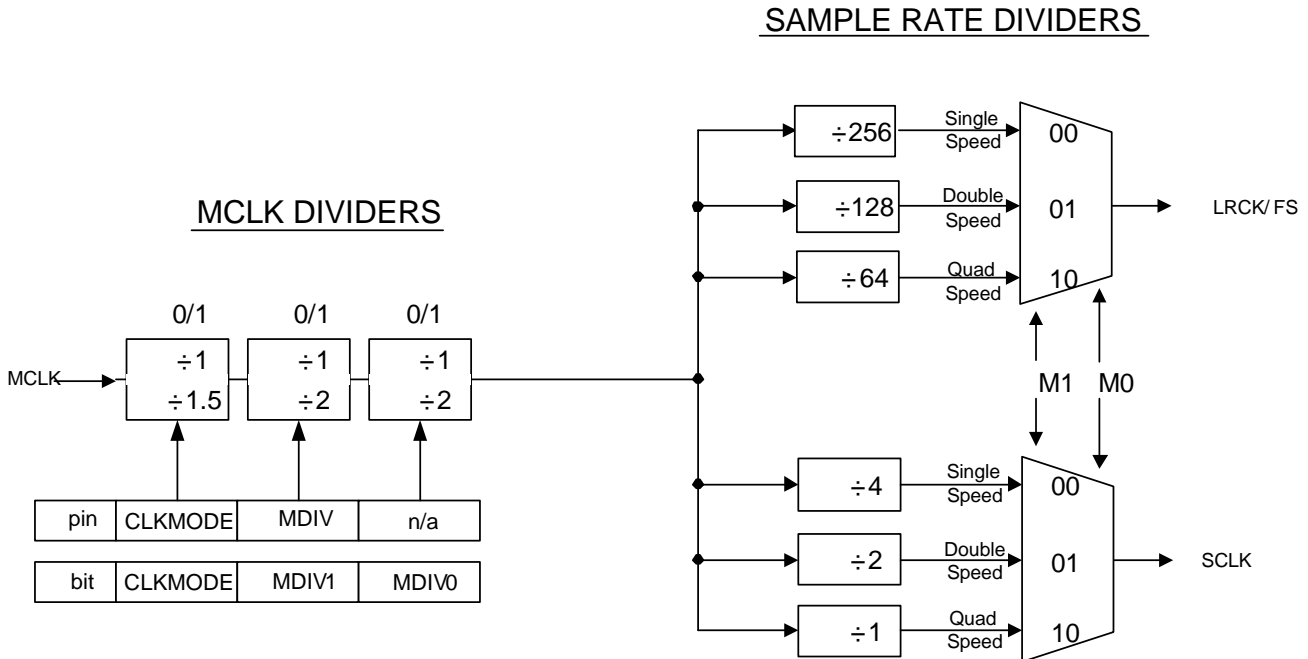 SAMPLE RATE DIVIDERS
÷256
Single
Speed
00
MCLK DIVIDERS
÷128
Double
Speed
01
LRCK/ FS
÷64
Quad
Speed
10
0/1
0/1
0/1
MCLK
÷1
÷1.5
÷1
÷2
÷1
÷2
M1
M0
pin
CLKMODE
MDIV
n/a
bit
CLKMODE
MDIV1
MDIV0
÷4
Single
Speed
00
÷2
Double
Speed
01
SCLK
÷1
Quad
Speed
10